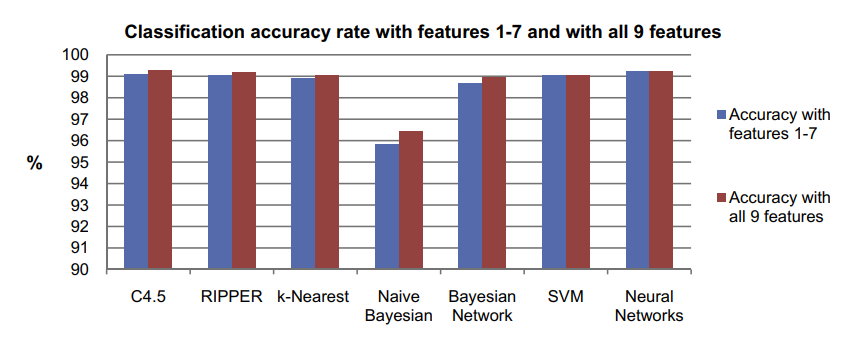 Classification accuracy rate with features 1-7 and with all 9 features
100
99
98
97
96
95
94
93
92
91
90
%
C4.5
RIPPER
k-Nearest
Naive
Bayesian
Bayesian
Network
SVM
Neural
Networks
Accuracy with
features 1-7
Accuracy with
all 9 features